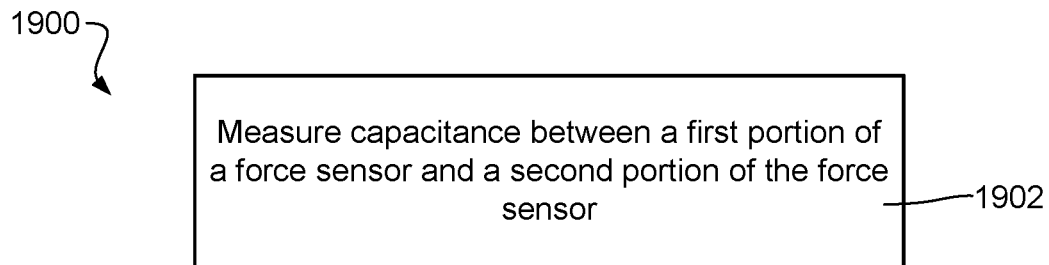 1900
Measure capacitance between a first portion of
a force sensor and a second portion of the force
sensor
1902